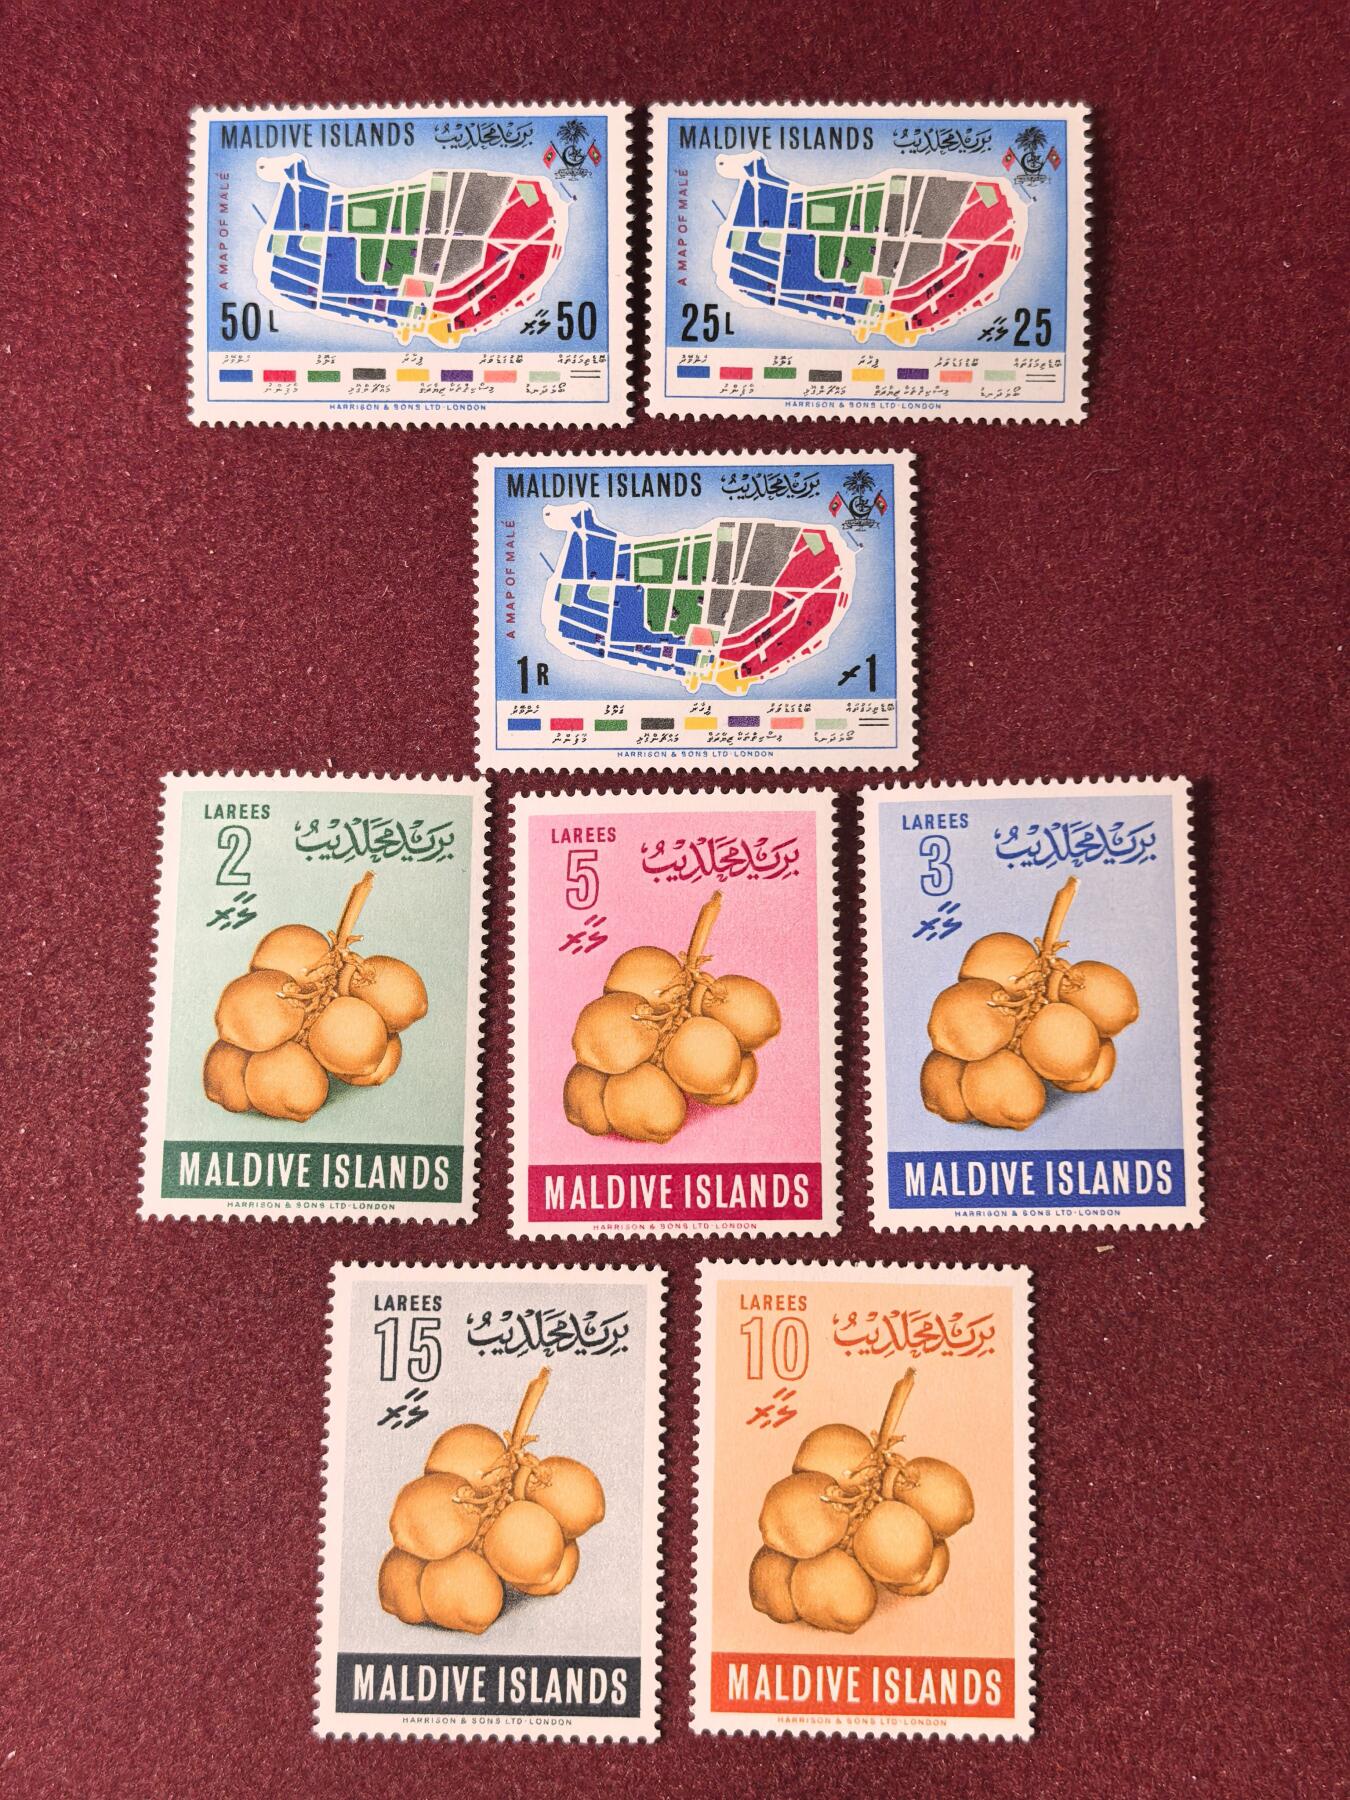 MALDIVE ISLANDS بريد محلديب
A MAP OF MALÉ
50 L ލާރި 50
HARRISON & SONS LTD·LONDON
MALDIVE ISLANDS بريد محلديب
A MAP OF MALÉ
25 L ލާރި 25
HARRISON & SONS LTD·LONDON
MALDIVE ISLANDS بريد محلديب
A MAP OF MALÉ
1 R 1
HARRISON & SONS LTD·LONDON
LAREES
2 بريد محلديب
ލާރި
MALDIVE ISLANDS
HARRISON & SONS LTD·LONDON
LAREES
5 بريد محلديب
ލާރި
MALDIVE ISLANDS
HARRISON & SONS LTD·LONDON
LAREES
3 بريد محلديب
ލާރި
MALDIVE ISLANDS
HARRISON & SONS LTD·LONDON
LAREES
15 بريد محلديب
ލާރި
MALDIVE ISLANDS
HARRISON & SONS LTD·LONDON
LAREES
10 بريد محلديب
ލާރި
MALDIVE ISLANDS
HARRISON & SONS LTD·LONDON